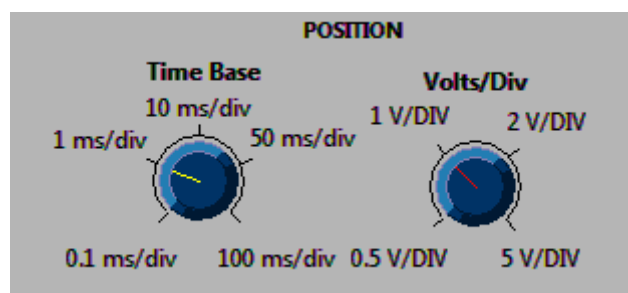 POSITION
Time Base
Volts/Div
10 ms/div
1 V/DIV
2 V/DIV
1 ms/div
50 ms/div
0.1 ms/div
100 ms/div
0.5 V/DIV
5 V/DIV